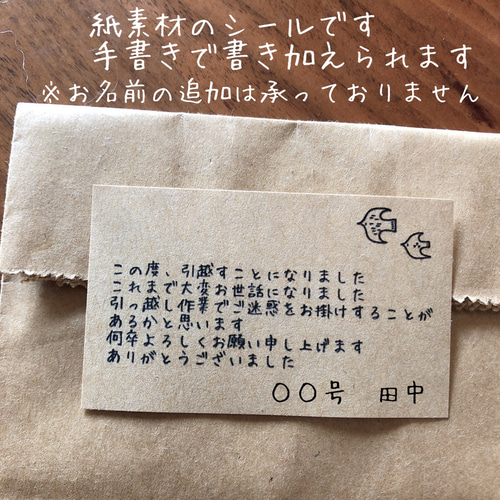 紙素材のシールです
手書きで書き加えられます
※お名前の追加は承っておりません
この度、引越すことになりました
これまで大変お世話になりました
引っ越し作業でご迷惑をお掛けすることが
あるかと思います
何卒よろしくお願い申し上げます
ありがとうございました
〇〇号 田中